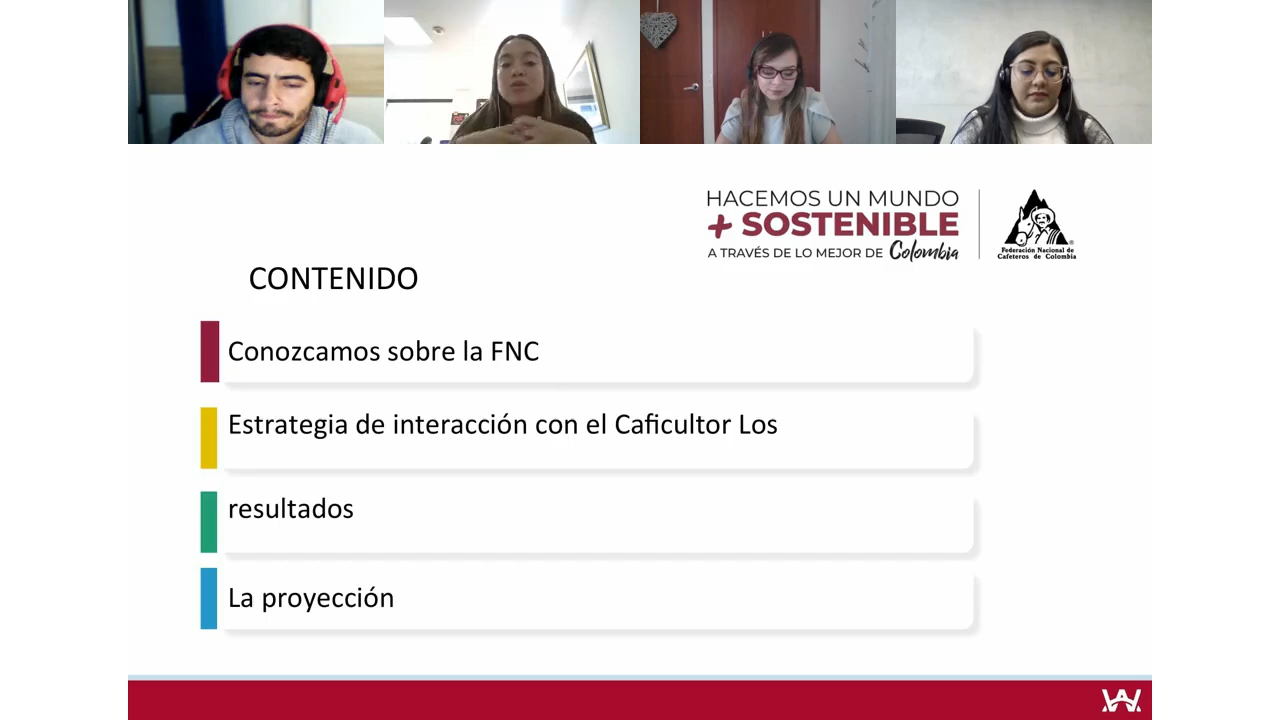 HACEMOS UN MUNDO
+ SOSTENIBLE
A TRAVÉS DE LO MEJOR DE Colombia
Federación Nacional de
Cafeteros de Colombia
CONTENIDO
Conozcamos sobre la FNC
Estrategia de interacción con el Caficultor Los
resultados
La proyección